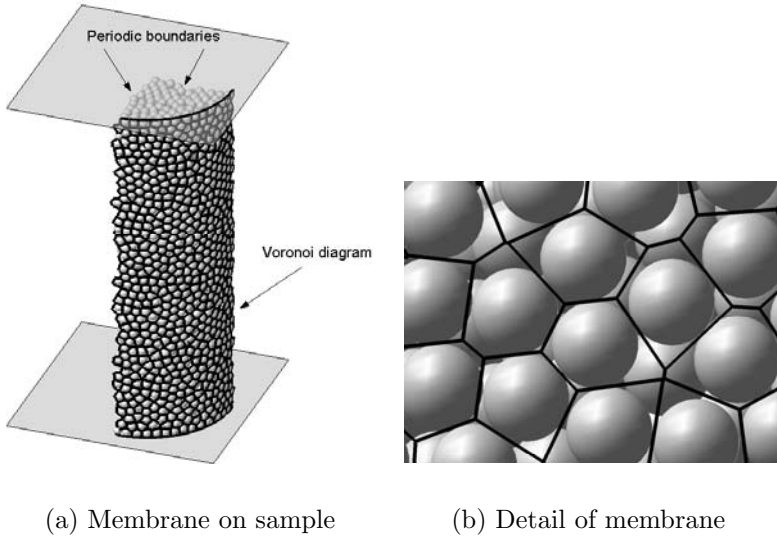 Periodic boundaries
Voronoi diagram
(a) Membrane on sample
(b) Detail of membrane